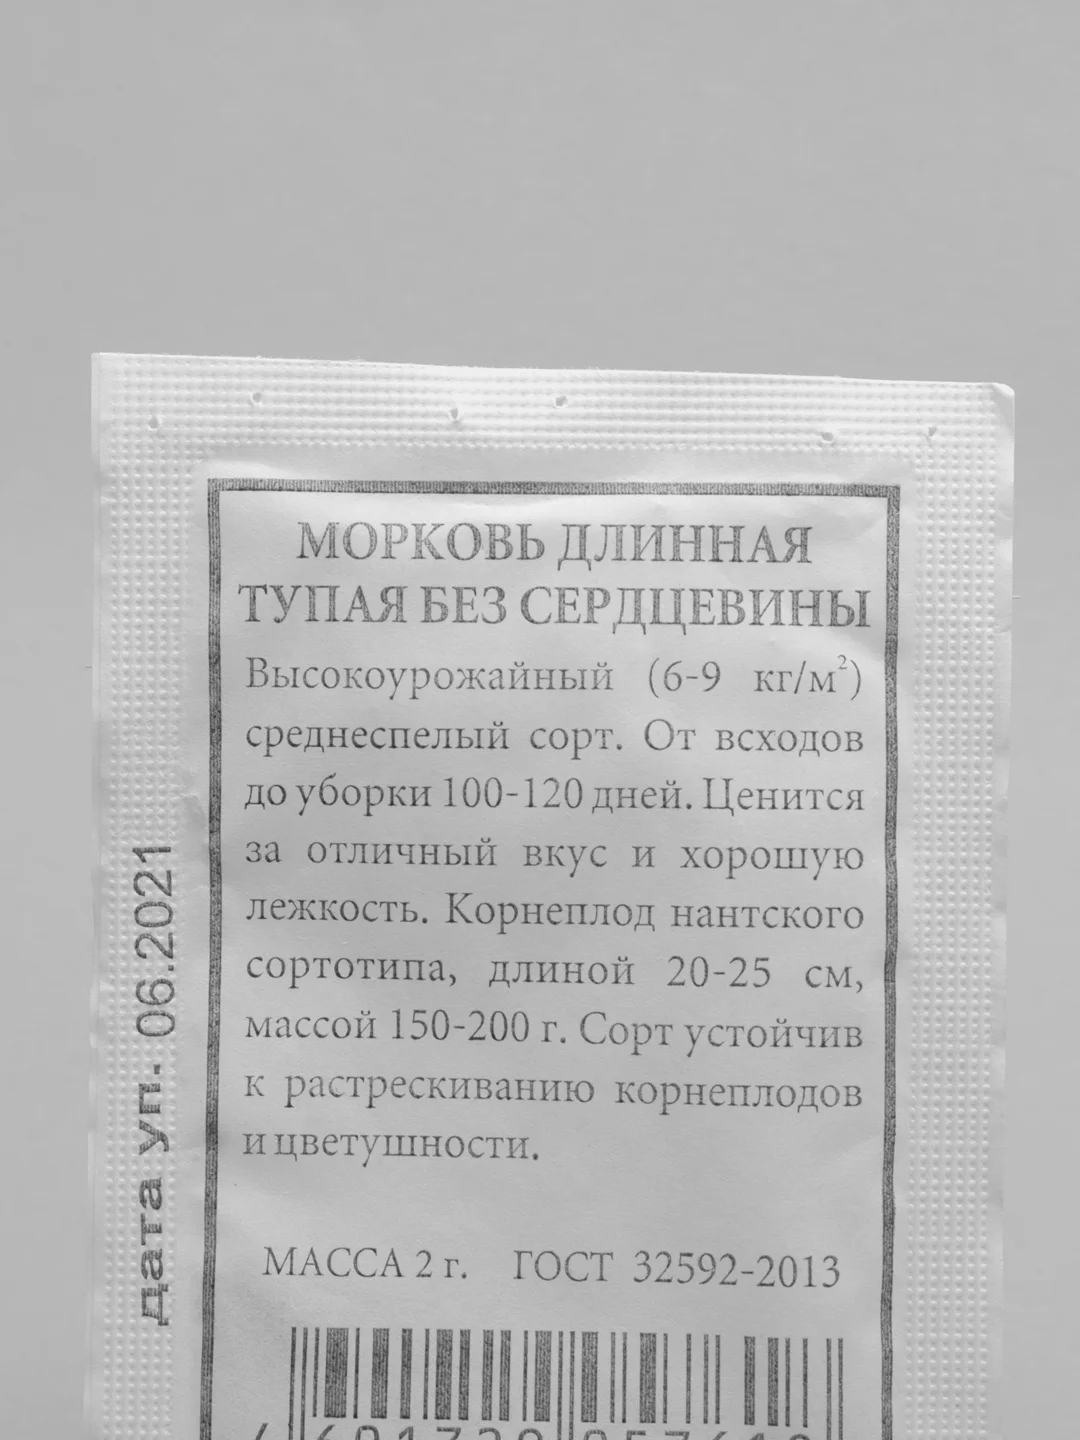 МОРКОВЬ ДЛИННАЯ
ТУПАЯ БЕЗ СЕРДЦЕВИНЫ
Высокоурожайный (6-9 кг/м²)
среднеспелый сорт. От всходов
до уборки 100-120 дней. Ценится
за отличный вкус и хорошую
лежкость. Корнеплод нантского
сортотипа, длиной 20-25 см,
массой 150-200 г. Сорт устойчив
к растрескиванию корнеплодов
и цветушности.
МАССА 2 г. ГОСТ 32592-2013
дата уп. 06.2021